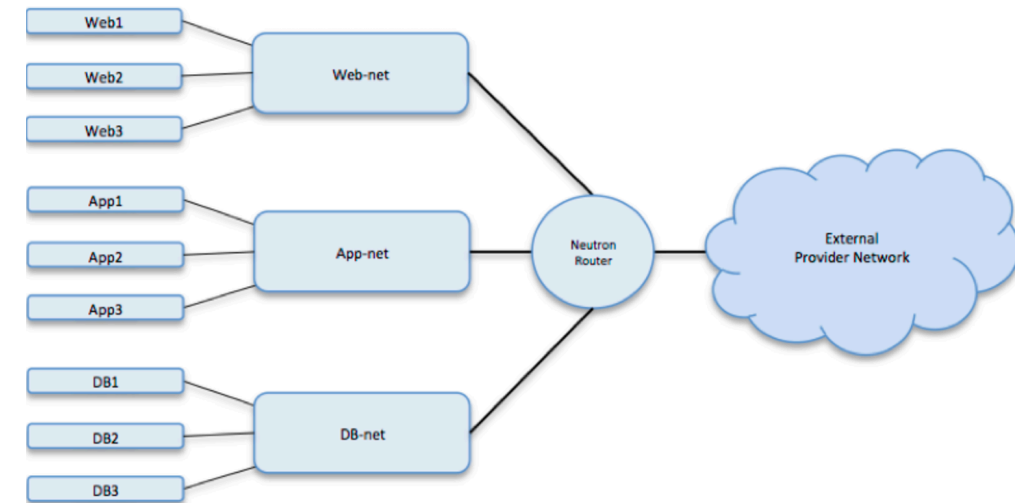 Web1
Web2
Web3
Web-net
App1
App2
App3
App-net
DB1
DB2
DB3
DB-net
Neutron
Router
External
Provider Network